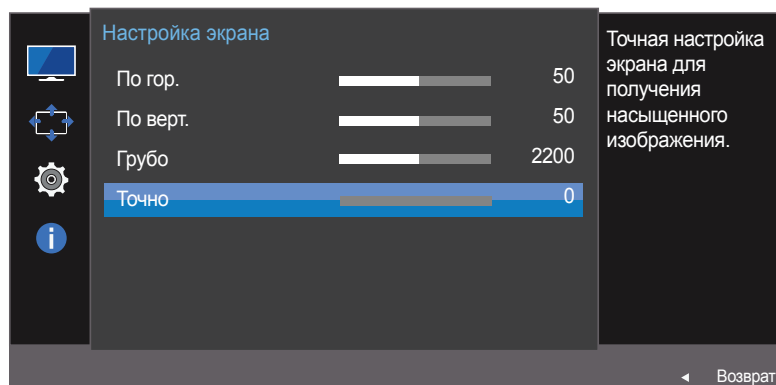 Настройка экрана
По гор. 50
По верт. 50
Грубо 2200
Точно 0
Точная настройка
экрана для
получения
насыщенного
изображения.
◄ Возврат